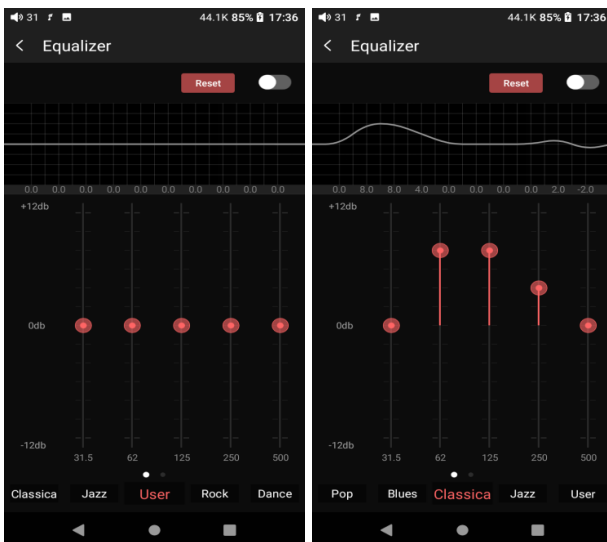 31 44.1K 85% 17:36
Equalizer
Reset
0.0 0.0 0.0 0.0 0.0 0.0 0.0 0.0 0.0 0.0
+12db
0db
-12db
31.5 62 125 250 500
Classica Jazz User Rock Dance
31 44.1K 85% 17:36
Equalizer
Reset
0.0 8.0 8.0 4.0 0.0 0.0 0.0 0.0 2.0 -2.0
+12db
0db
-12db
31.5 62 125 250 500
Pop Blues Classica Jazz User